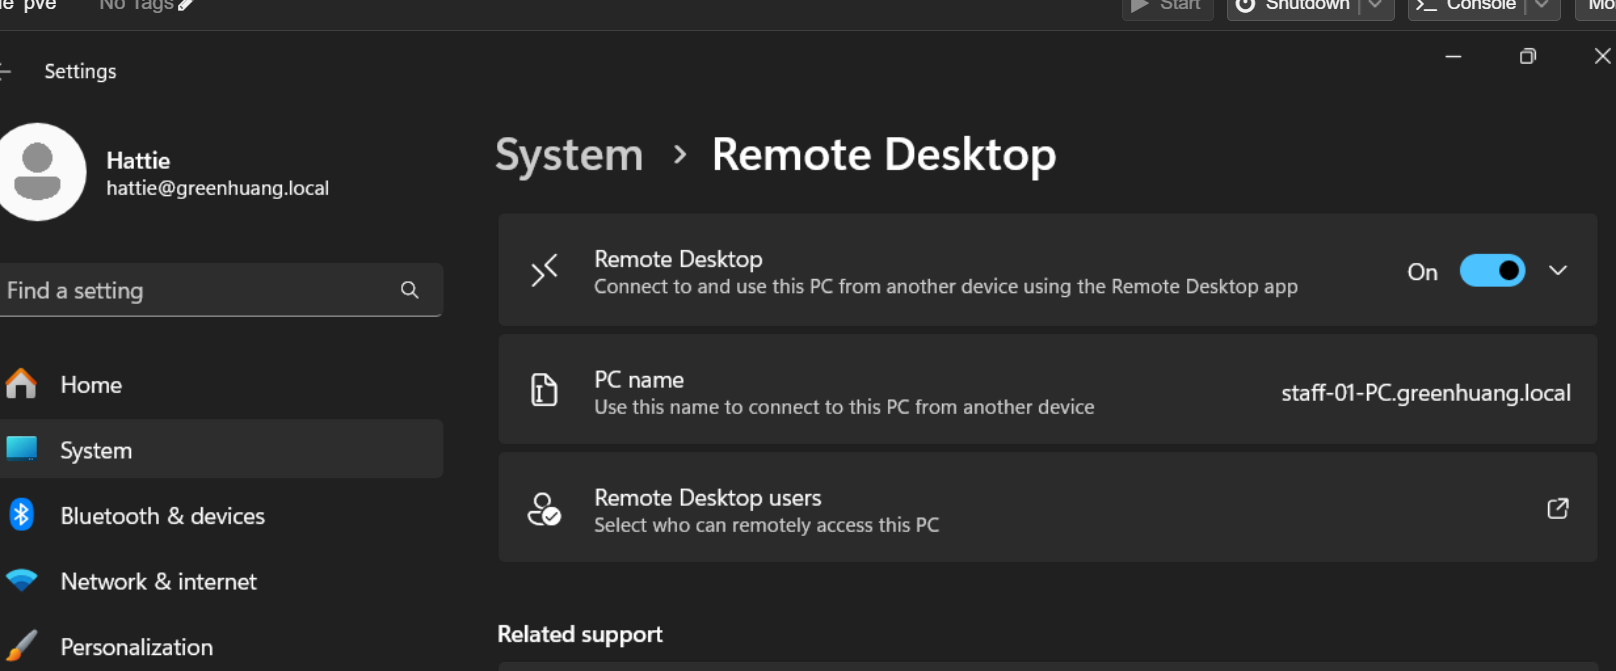 pve
No Tags
Start
Shutdown
Console
Settings
Hattie
hattie@greenhuang.local
Find a setting
Home
System
Bluetooth & devices
Network & internet
Personalization
System > Remote Desktop
Remote Desktop
Connect to and use this PC from another device using the Remote Desktop app
On
PC name
Use this name to connect to this PC from another device
staff-01-PC.greenhuang.local
Remote Desktop users
Select who can remotely access this PC
Related support